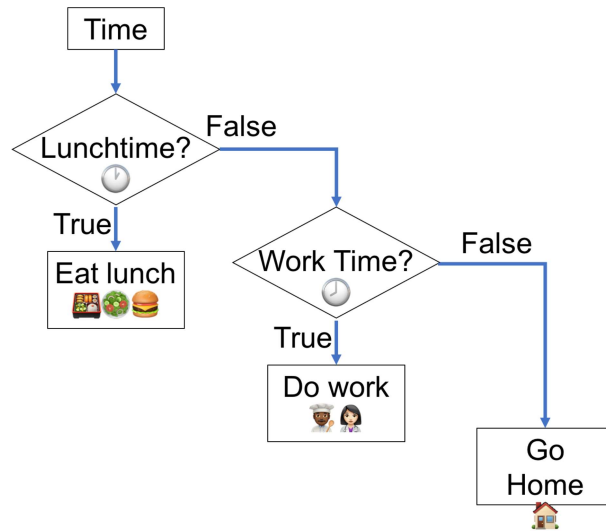 Time
Lunchtime?
False
True
Eat lunch
Work Time?
False
True
Do work
Go
Home